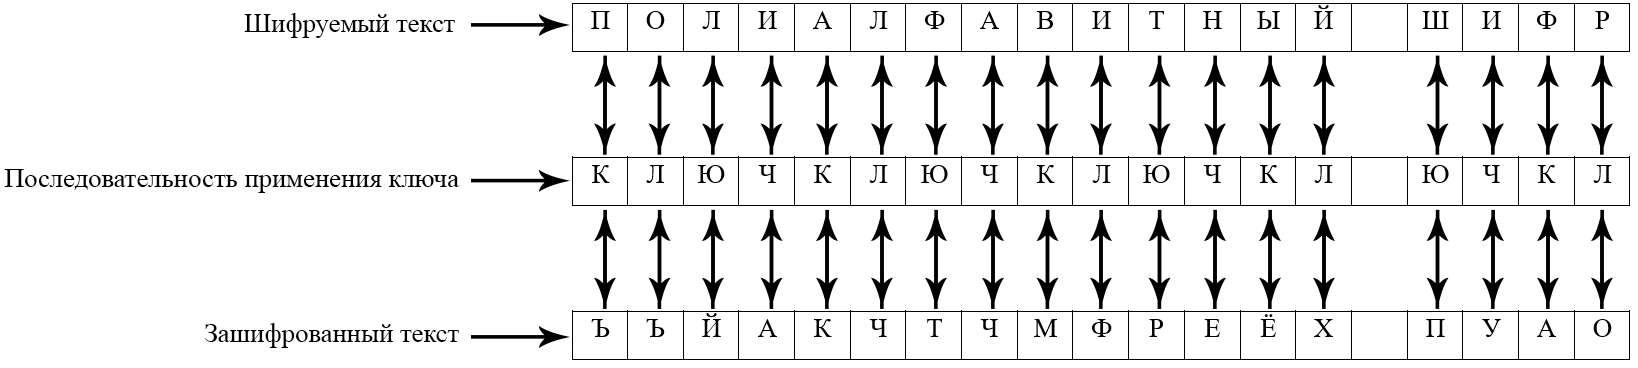 Шифруемый текст П О Л И А Л Ф А В И Т Н Ы Й Ш И Ф Р
Последовательность применения ключа К Л Ю Ч К Л Ю Ч К Л Ю Ч К Л Ю Ч К Л
Зашифрованный текст Ъ Ъ Й А К Ч Т Ч М Ф Р Е Ё Х П У А О